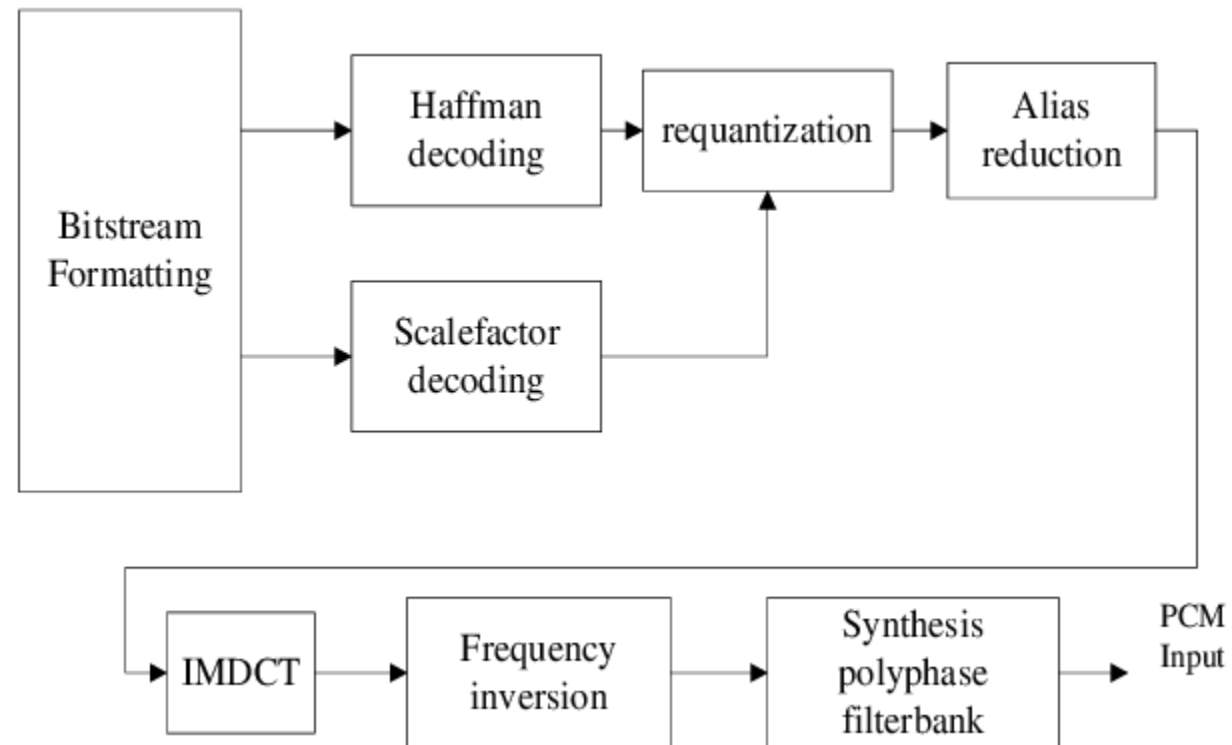 Bitstream
Formatting
Haffman
decoding
requantization
Alias
reduction
Scalefactor
decoding
IMDCT
Frequency
inversion
Synthesis
polyphase
filterbank
PCM
Input